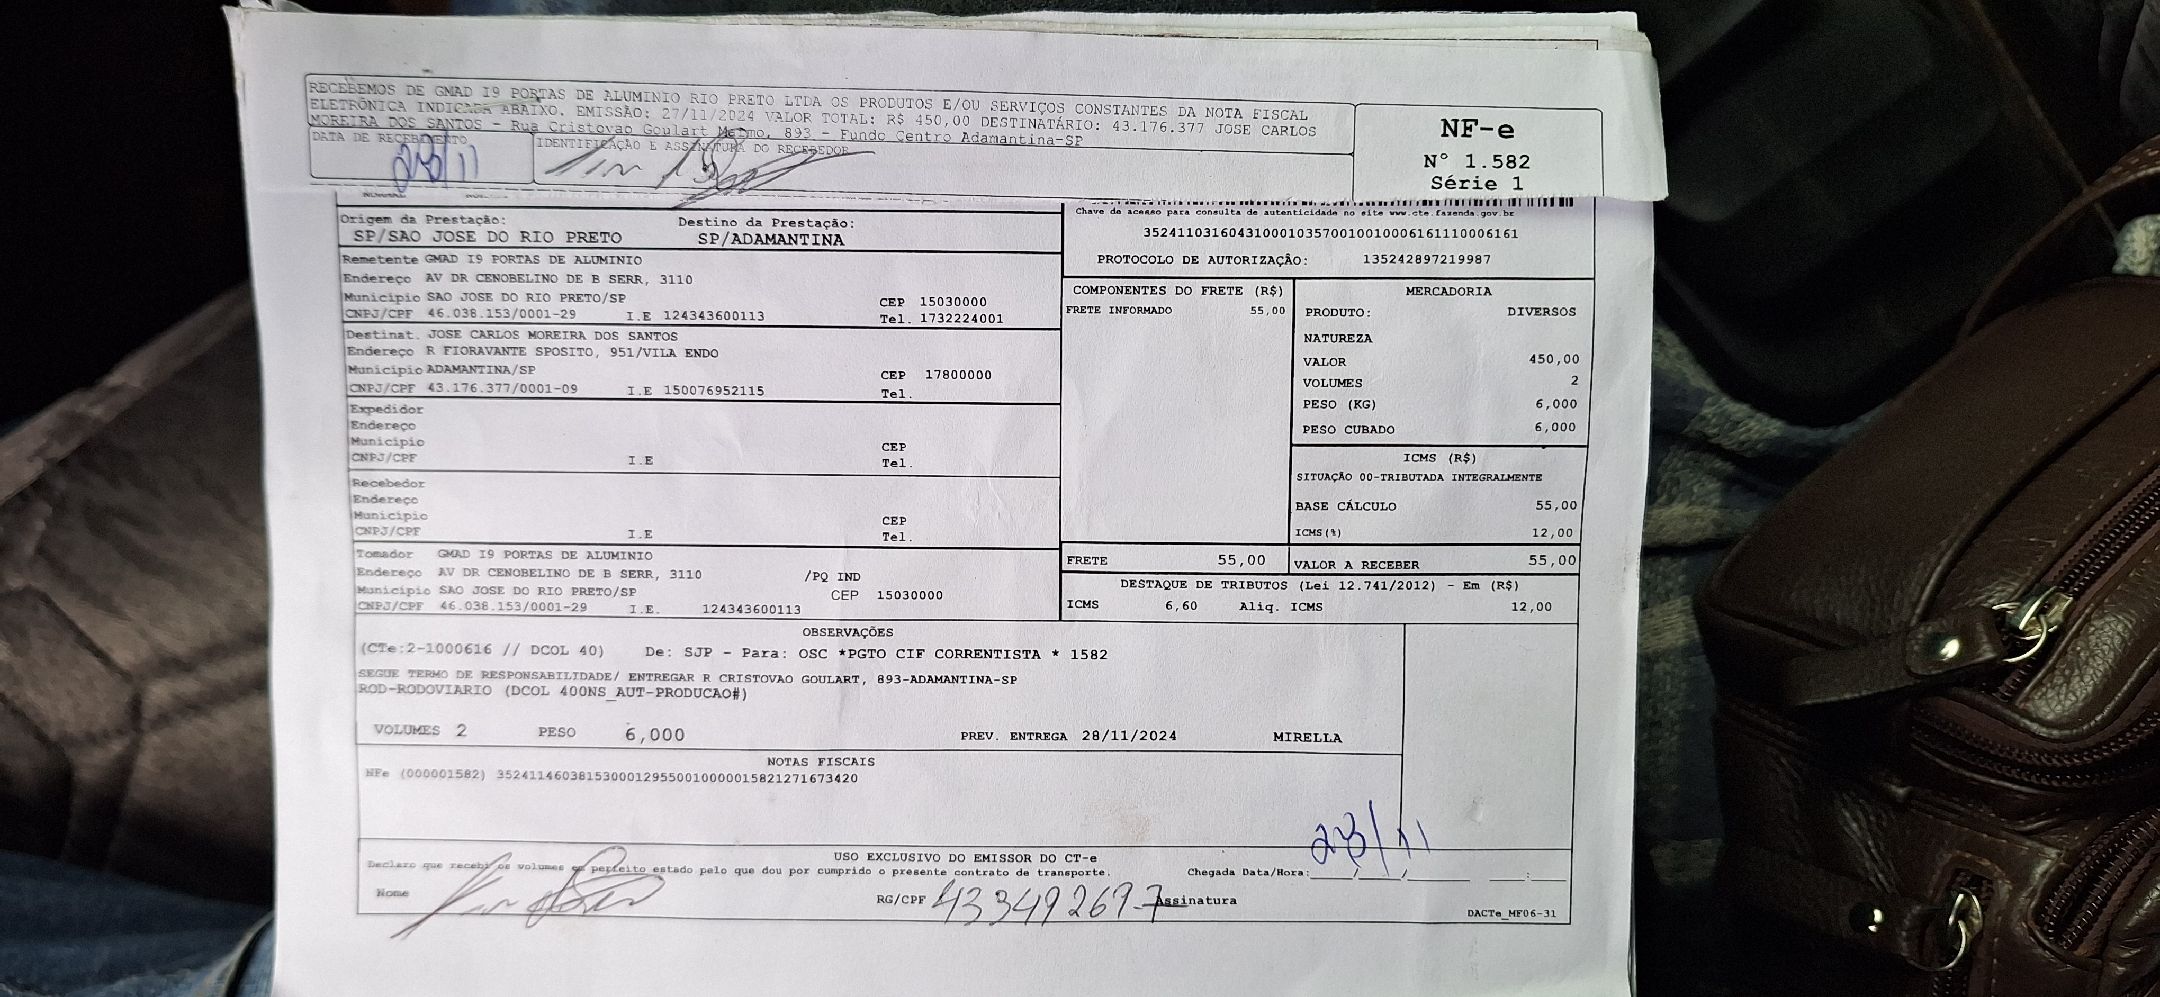 RECEBEMOS DE GMAD I9 PORTAS DE ALUMINIO RIO PRETO LTDA OS PRODUTOS E/OU SERVIÇOS CONSTANTES DA NOTA FISCAL
ELETRÔNICA INDICADA ABAIXO. EMISSÃO: 27/11/2024 VALOR TOTAL: R$ 450,00 DESTINATÁRIO: 43.176.377 JOSE CARLOS
MOREIRA DOS SANTOS - Rua Cristovao Goulart Marmo, 893 - Fundo Centro Adamantina-SP
DATA DE RECEBIMENTO
28/11
IDENTIFICAÇÃO E ASSINATURA DO RECEBEDOR
NF-e
N° 1.582
Série 1
Origem da Prestação:
SP/SAO JOSE DO RIO PRETO
Destino da Prestação:
SP/ADAMANTINA
Chave de acesso para consulta de autenticidade no site www.cte.fazenda.gov.br
35241103160431000103570010010006161110006161
PROTOCOLO DE AUTORIZAÇÃO: 135242897219987
Remetente GMAD I9 PORTAS DE ALUMINIO
Endereço AV DR CENOBELINO DE B SERR, 3110
Município SAO JOSE DO RIO PRETO/SP CEP 15030000
CNPJ/CPF 46.038.153/0001-29 I.E 124343600113 Tel. 1732224001
Destinat. JOSE CARLOS MOREIRA DOS SANTOS
Endereço R FIORAVANTE SPOSITO, 951/VILA ENDO
Município ADAMANTINA/SP CEP 17800000
CNPJ/CPF 43.176.377/0001-09 I.E 150076952115 Tel.
Expedidor
Endereço
Município CEP
CNPJ/CPF I.E Tel.
Recebedor
Endereço
Município CEP
CNPJ/CPF I.E Tel.
Tomador GMAD I9 PORTAS DE ALUMINIO
Endereço AV DR CENOBELINO DE B SERR, 3110 /PQ IND
Município SAO JOSE DO RIO PRETO/SP CEP 15030000
CNPJ/CPF 46.038.153/0001-29 I.E. 124343600113
COMPONENTES DO FRETE (R$)
FRETE INFORMADO 55,00
MERCADORIA
PRODUTO: DIVERSOS
NATUREZA
VALOR 450,00
VOLUMES 2
PESO (KG) 6,000
PESO CUBADO 6,000
ICMS (R$)
SITUAÇÃO 00-TRIBUTADA INTEGRALMENTE
BASE CÁLCULO 55,00
ICMS(%) 12,00
FRETE 55,00 VALOR A RECEBER 55,00
DESTAQUE DE TRIBUTOS (Lei 12.741/2012) - Em (R$)
ICMS 6,60 Aliq. ICMS 12,00
OBSERVAÇÕES
(CTe:2-1000616 // DCOL 40) De: SJP - Para: OSC *PGTO CIF CORRENTISTA * 1582
SEGUE TERMO DE RESPONSABILIDADE/ ENTREGAR R CRISTOVAO GOULART, 893-ADAMANTINA-SP
ROD-RODOVIARIO (DCOL 400NS_AUT-PRODUCAO#)
VOLUMES 2 PESO 6,000 PREV. ENTREGA 28/11/2024 MIRELLA
NOTAS FISCAIS
NFe (000001582) 35241146038153000129550010000015821271673420
28/11
USO EXCLUSIVO DO EMISSOR DO CT-e
Declaro que recebi os volumes em perfeito estado pelo que dou por cumprido o presente contrato de transporte. Chegada Data/Hora:
Nome RG/CPF 43349269-7 Assinatura
DACTe_MF06-31